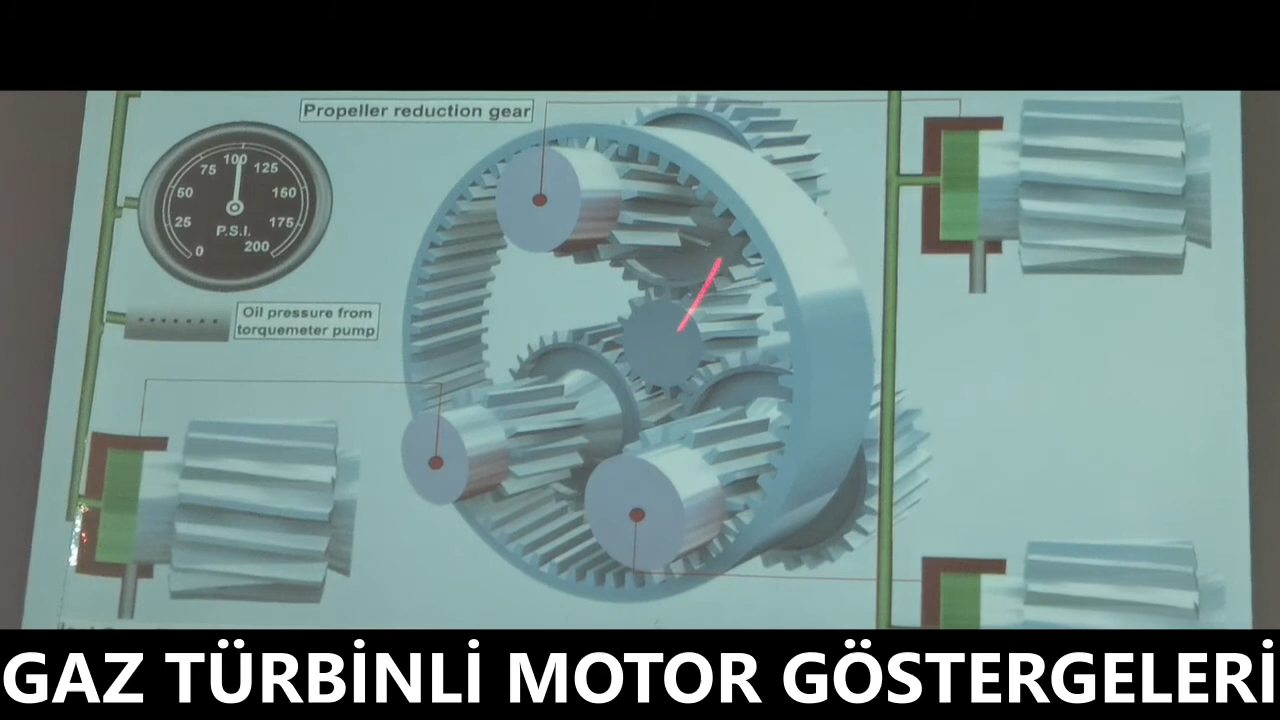 Propeller reduction gear
100
75
125
50
150
25
175
P.S.I.
0
200
Oil pressure from
torquemeter pump
GAZ TÜRBİNLİ MOTOR GÖSTERGELERİ